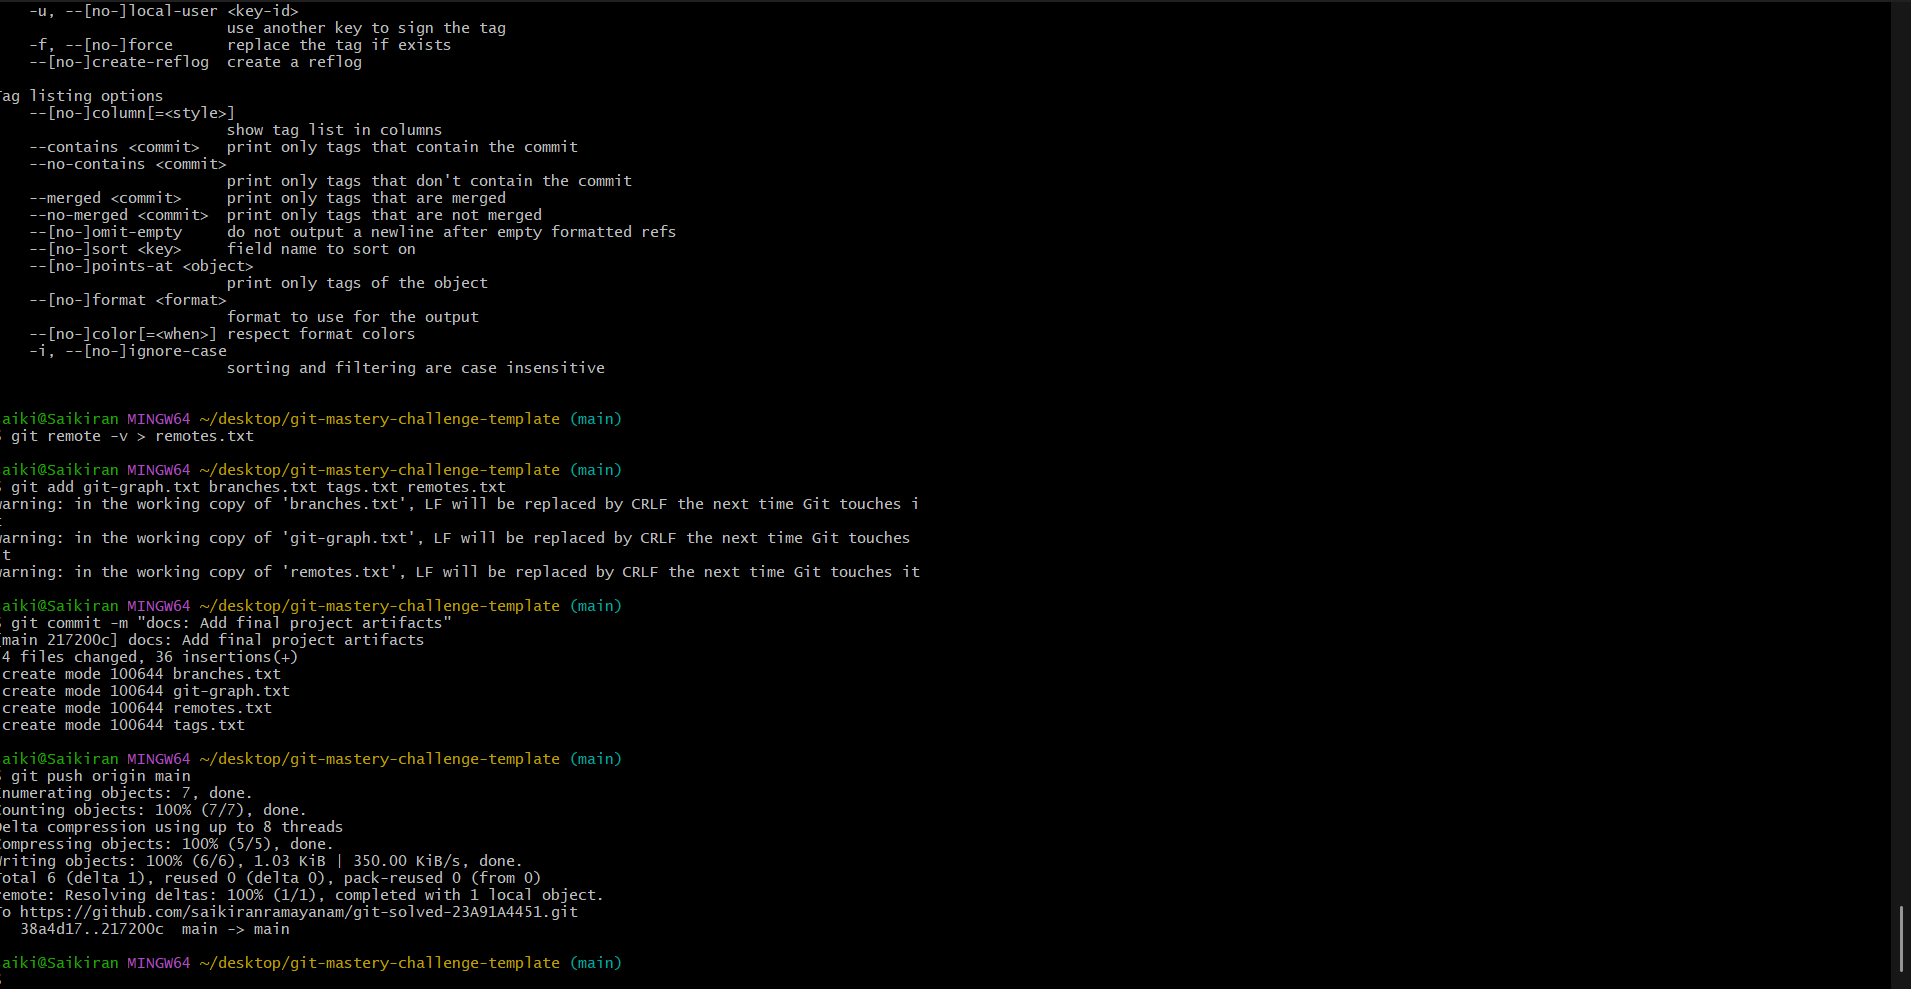 -u, --[no-]local-user <key-id>
use another key to sign the tag
-f, --[no-]force replace the tag if exists
--[no-]create-reflog create a reflog
ag listing options
--[no-]column[=<style>]
show tag list in columns
--contains <commit> print only tags that contain the commit
--no-contains <commit>
print only tags that don't contain the commit
--merged <commit> print only tags that are merged
--no-merged <commit> print only tags that are not merged
--[no-]omit-empty do not output a newline after empty formatted refs
--[no-]sort <key> field name to sort on
--[no-]points-at <object>
print only tags of the object
--[no-]format <format>
format to use for the output
--[no-]color[=<when>] respect format colors
-i, --[no-]ignore-case
sorting and filtering are case insensitive
aiki@Saikiran MINGW64 ~/desktop/git-mastery-challenge-template (main)
git remote -v > remotes.txt
aiki@Saikiran MINGW64 ~/desktop/git-mastery-challenge-template (main)
git add git-graph.txt branches.txt tags.txt remotes.txt
arning: in the working copy of 'branches.txt', LF will be replaced by CRLF the next time Git touches i
t
arning: in the working copy of 'git-graph.txt', LF will be replaced by CRLF the next time Git touches
t
arning: in the working copy of 'remotes.txt', LF will be replaced by CRLF the next time Git touches it
aiki@Saikiran MINGW64 ~/desktop/git-mastery-challenge-template (main)
git commit -m "docs: Add final project artifacts"
[main 217200c] docs: Add final project artifacts
4 files changed, 36 insertions(+)
create mode 100644 branches.txt
create mode 100644 git-graph.txt
create mode 100644 remotes.txt
create mode 100644 tags.txt
aiki@Saikiran MINGW64 ~/desktop/git-mastery-challenge-template (main)
git push origin main
numerating objects: 7, done.
ounting objects: 100% (7/7), done.
elta compression using up to 8 threads
ompressing objects: 100% (5/5), done.
riting objects: 100% (6/6), 1.03 KiB | 350.00 KiB/s, done.
otal 6 (delta 1), reused 0 (delta 0), pack-reused 0 (from 0)
emote: Resolving deltas: 100% (1/1), completed with 1 local object.
o https://github.com/saikiranramayanam/git-solved-23A91A4451.git
38a4d17..217200c main -> main
aiki@Saikiran MINGW64 ~/desktop/git-mastery-challenge-template (main)